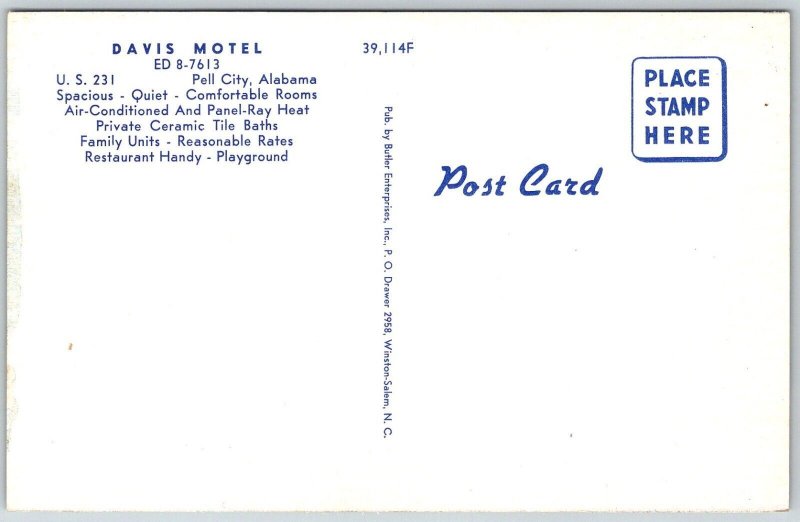 DAVIS MOTEL
ED 8-7613
U. S. 231 Pell City, Alabama
Spacious - Quiet - Comfortable Rooms
Air-Conditioned And Panel-Ray Heat
Private Ceramic Tile Baths
Family Units - Reasonable Rates
Restaurant Handy - Playground
39,114F
Pub. by Butler Enterprises, Inc., P. O. Drawer 2958, Winston-Salem, N. C.
PLACE
STAMP
HERE
Post Card